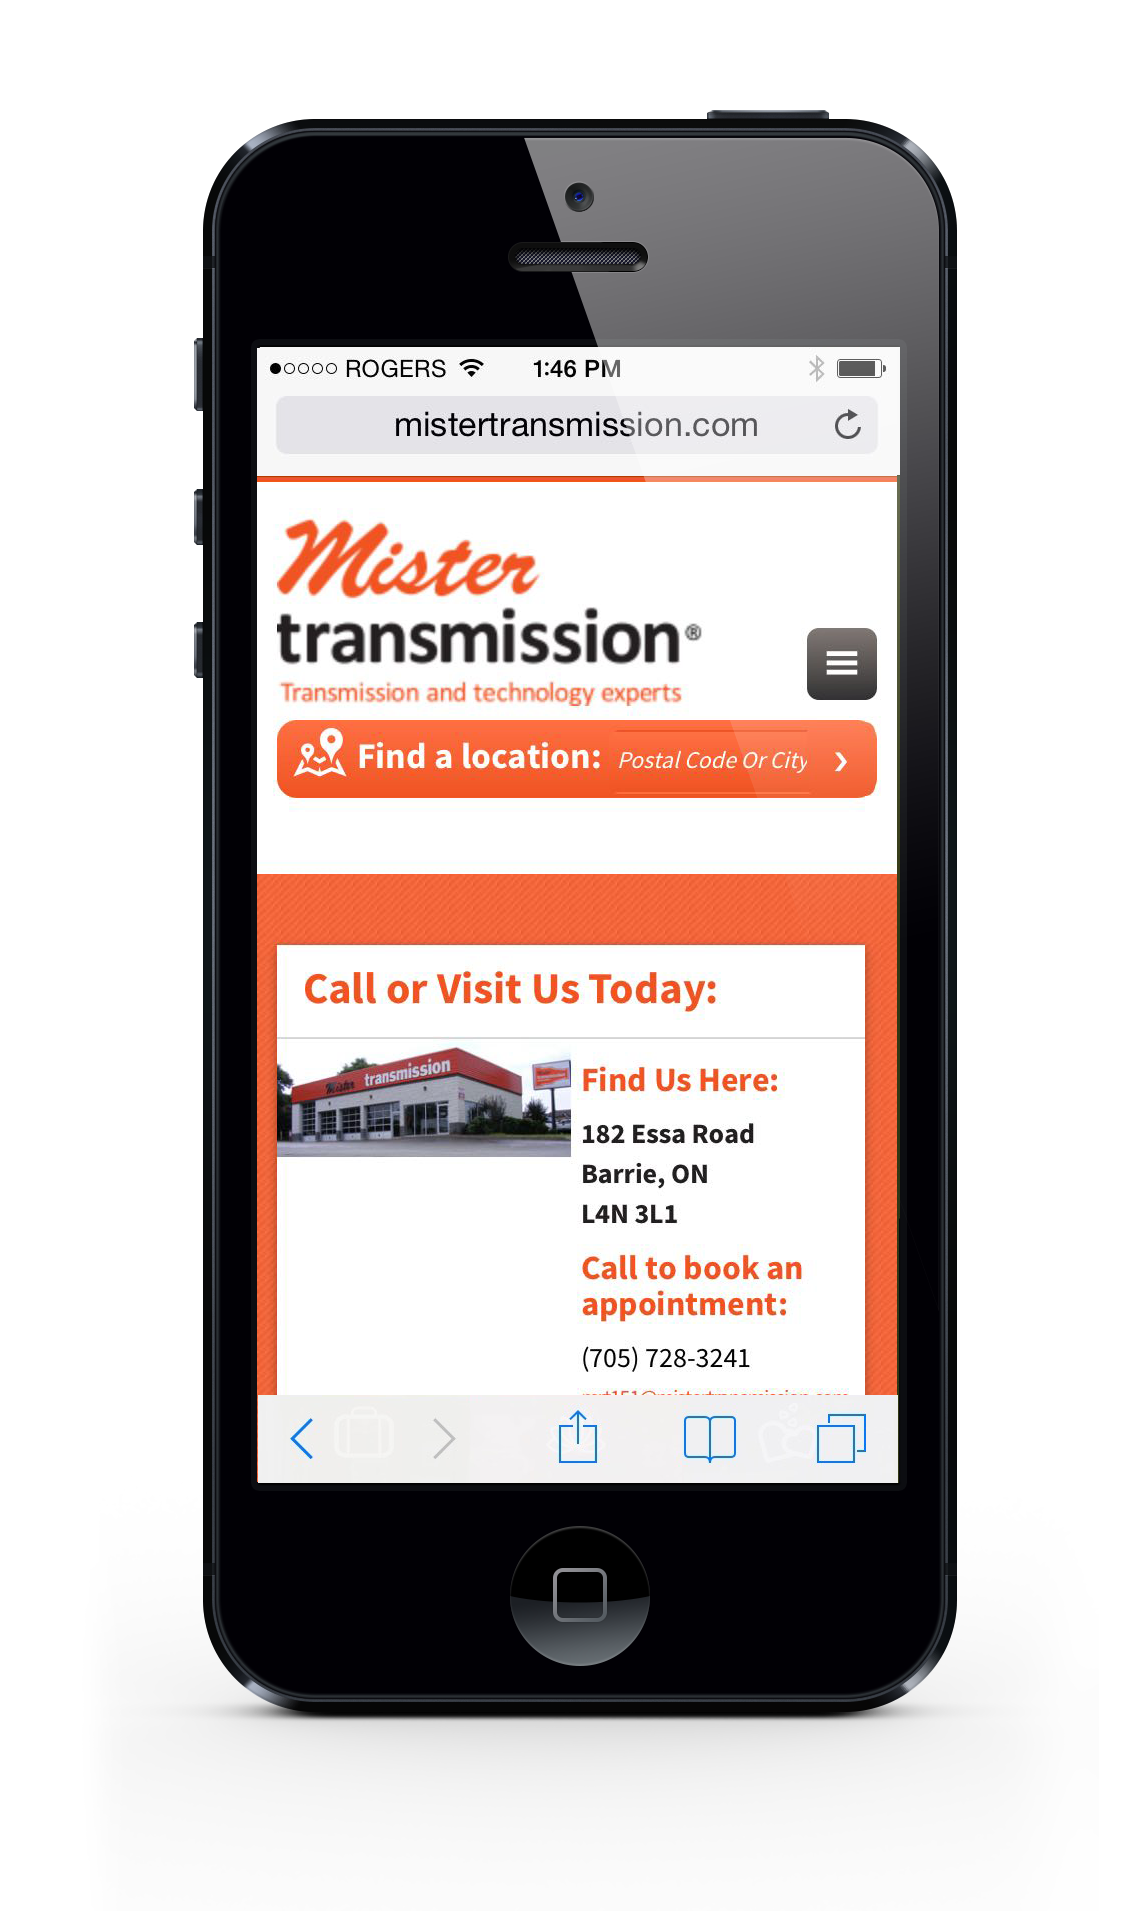 ROGERS 1:46 PM
mistertransmission.com
Mister
transmission®
Transmission and technology experts
Find a location: Postal Code Or City
Call or Visit Us Today:
Mister transmission
Find Us Here:
182 Essa Road
Barrie, ON
L4N 3L1
Call to book an
appointment:
(705) 728-3241